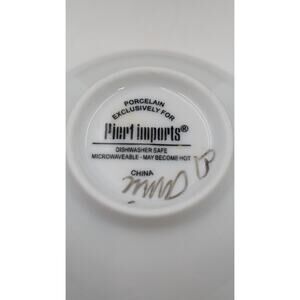 PORCELAIN
EXCLUSIVELY FOR
Pier1 imports®
DISHWASHER SAFE
MICROWAVEABLE - MAY BECOME HOT
CHINA